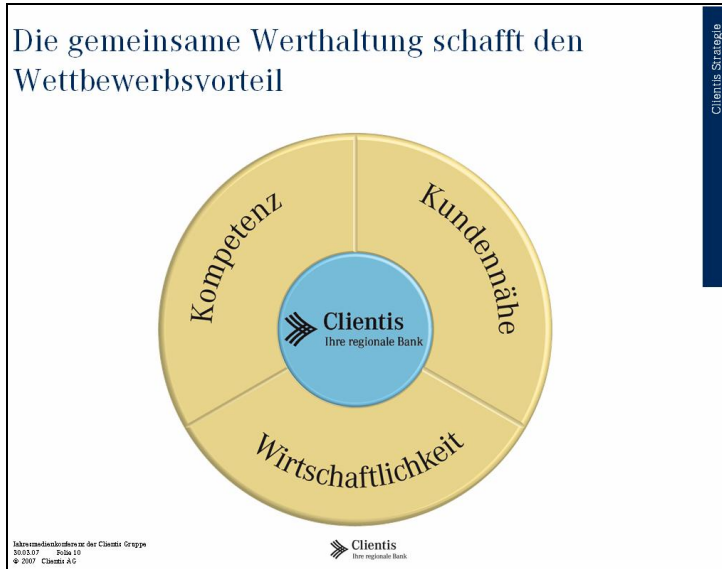 Die gemeinsame Werthaltung schafft den
Wettbewerbsvorteil
Clientis Strategie
Kompetenz
Kundennähe
Clientis
Ihre regionale Bank
Wirtschaftlichkeit
Jahresmedienkonferenz der Clientis Gruppe
30.03.07 Folie 10
© 2007 Clientis AG
Clientis
Ihre regionale Bank